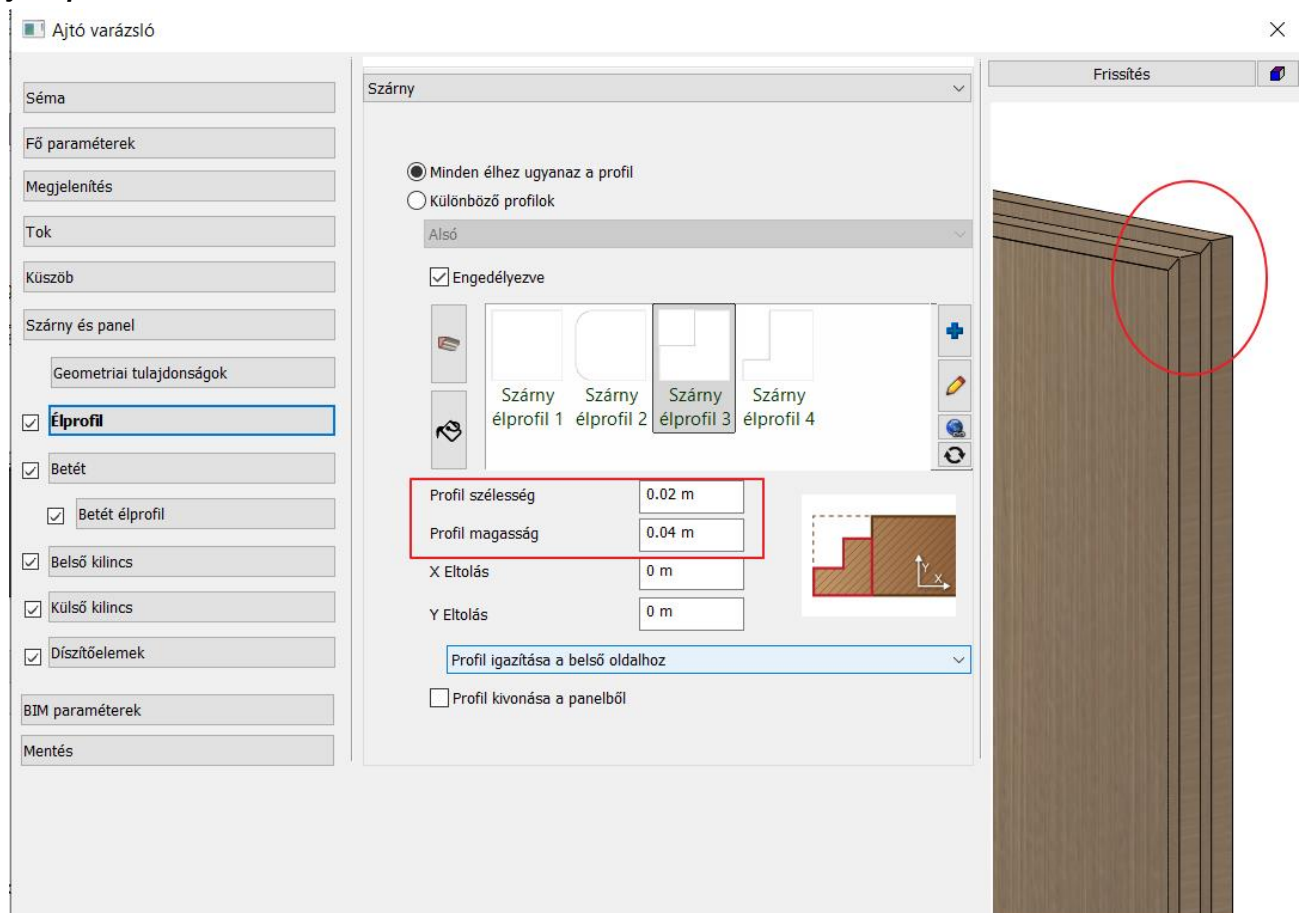 Ajtó varázsló
Séma
Fő paraméterek
Megjelenítés
Tok
Küszöb
Szárny és panel
Geometriai tulajdonságok
Élprofil
Betét
Betét élprofil
Belső kilincs
Külső kilincs
Díszítőelemek
BIM paraméterek
Mentés
Szárny
Minden élhez ugyanaz a profil
Különböző profilok
Alsó
Engedélyezve
Szárny Szárny Szárny Szárny
élprofil 1 élprofil 2 élprofil 3 élprofil 4
Profil szélesség 0.02 m
Profil magasság 0.04 m
X Eltolás 0 m
Y Eltolás 0 m
Y
X
Profil igazítása a belső oldalhoz
Profil kivonása a panelből
Frissítés